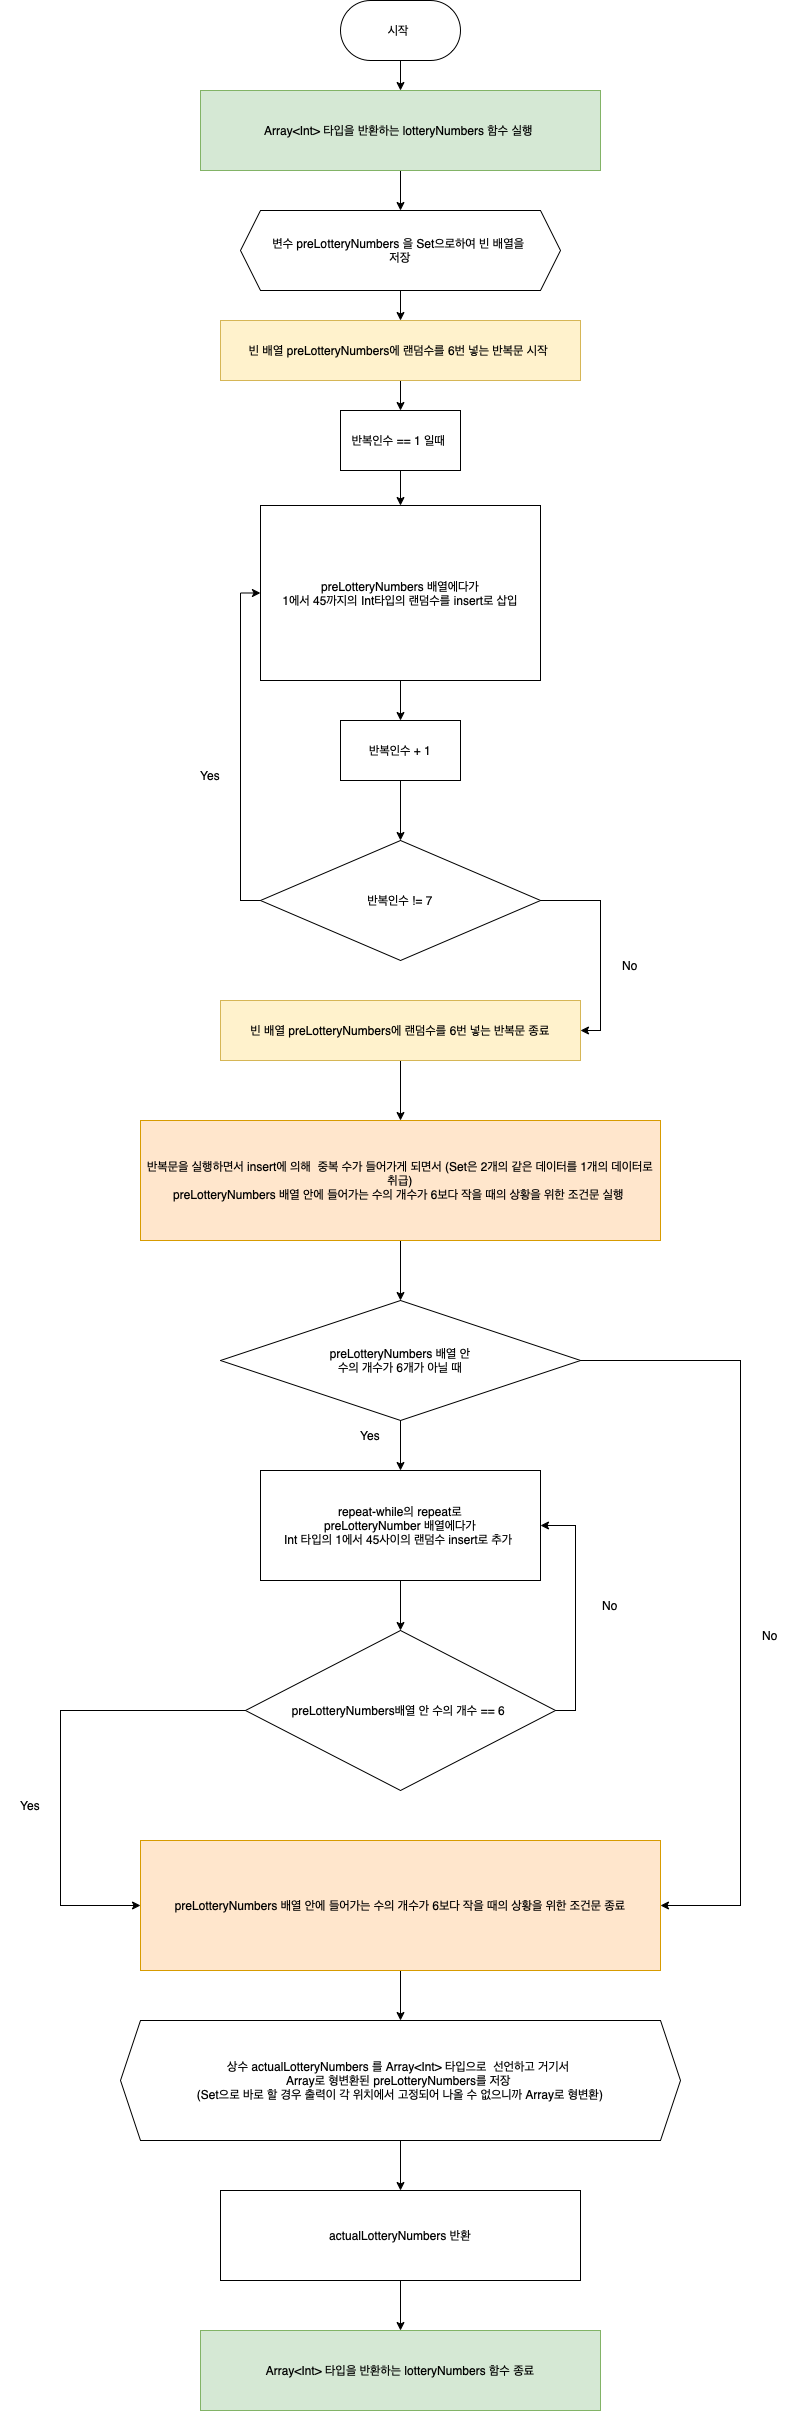 시작
Array<Int> 타입을 반환하는 lotteryNumbers 함수 실행
변수 preLotteryNumbers 을 Set으로하여 빈 배열을
저장
빈 배열 preLotteryNumbers에 랜덤수를 6번 넣는 반복문 시작
반복인수 == 1 일때
preLotteryNumbers 배열에다가
1에서 45까지의 Int타입의 랜덤수를 insert로 삽입
반복인수 + 1
Yes
반복인수 != 7
No
빈 배열 preLotteryNumbers에 랜덤수를 6번 넣는 반복문 종료
반복문을 실행하면서 insert에 의해  중복 수가 들어가게 되면서 (Set은 2개의 같은 데이터를 1개의 데이터로
취급)
preLotteryNumbers 배열 안에 들어가는 수의 개수가 6보다 작을 때의 상황을 위한 조건문 실행
preLotteryNumbers 배열 안
수의 개수가 6개가 아닐 때
Yes
repeat-while의 repeat로
preLotteryNumber 배열에다가
Int 타입의 1에서 45사이의 랜덤수 insert로 추가
No
No
preLotteryNumbers배열 안 수의 개수 == 6
Yes
preLotteryNumbers 배열 안에 들어가는 수의 개수가 6보다 작을 때의 상황을 위한 조건문 종료
상수 actualLotteryNumbers 를 Array<Int> 타입으로  선언하고 거기서
Array로 형변환된 preLotteryNumbers를 저장
(Set으로 바로 할 경우 출력이 각 위치에서 고정되어 나올 수 없으니까 Array로 형변환)
actualLotteryNumbers 반환
Array<Int> 타입을 반환하는 lotteryNumbers 함수 종료